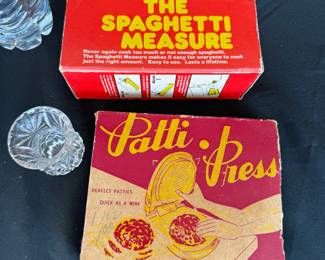 THE
SPAGHETTI
MEASURE
Never again cook too much or not enough spaghetti.
The Spaghetti Measure makes it easy for everyone to cook
just the right amount. Easy to use. Lasts a lifetime.
Patti • Press
PERFECT PATTIES
QUICK AS A WINK